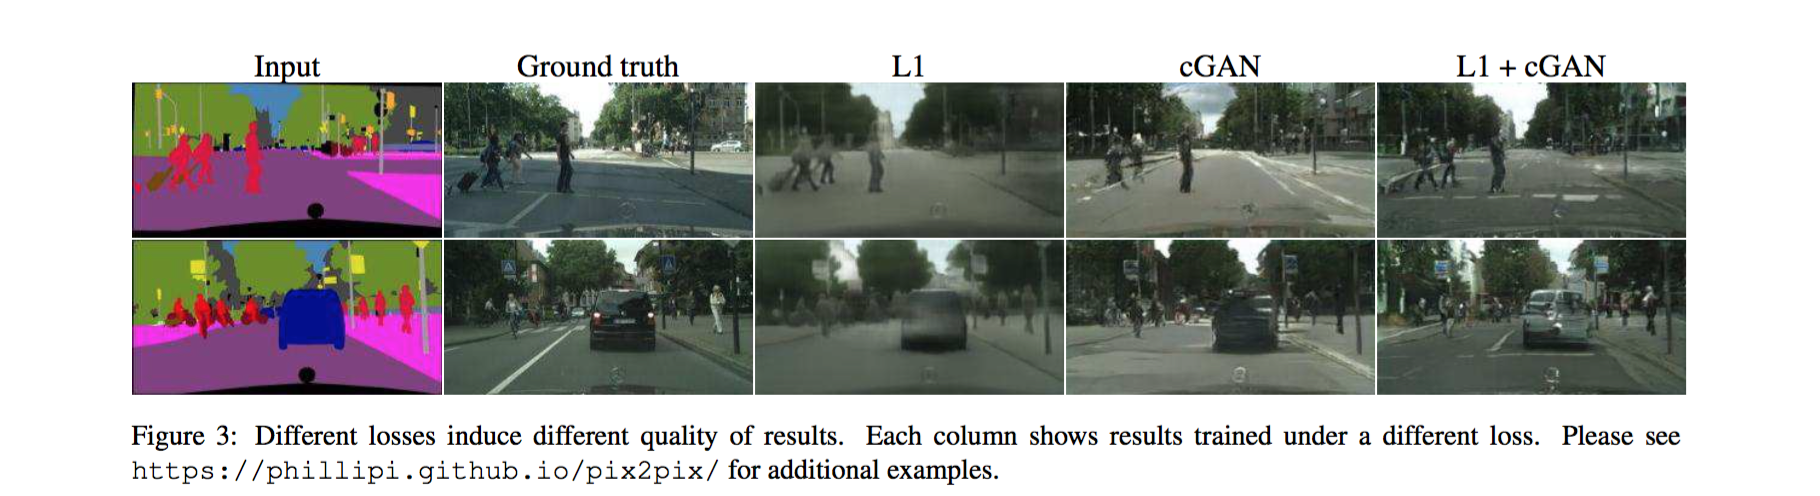 Input Ground truth L1 cGAN L1 + cGAN
Figure 3: Different losses induce different quality of results. Each column shows results trained under a different loss. Please see
https://phillipi.github.io/pix2pix/ for additional examples.